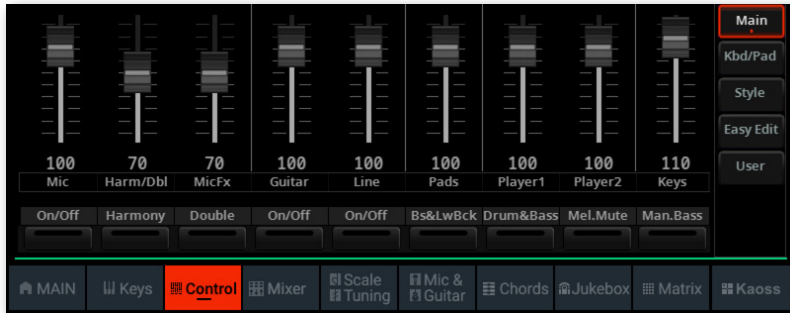 Main
Kbd/Pad
Style
Easy Edit
User
100 70 70 100 100 100 100 100 110
Mic Harm/Dbl MicFx Guitar Line Pads Player1 Player2 Keys
On/Off Harmony Double On/Off On/Off Bs&LwBck Drum&Bass Mel.Mute Man.Bass
MAIN Keys Control Mixer Scale Tuning Mic & Guitar Chords Jukebox Matrix Kaoss